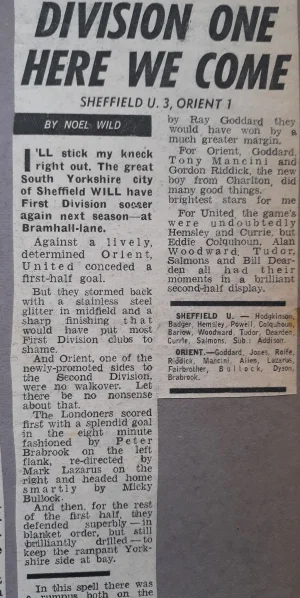 DIVISION ONE
HERE WE COME
SHEFFIELD U. 3, ORIENT 1
BY NOEL WILD
I'LL stick my kneck
right out. The great
South Yorkshire city
of Sheffield WILL have
First Division soccer
again next season—at
Bramhall-lane.
Against a lively,
determined Orient,
United conceded a
first-half goal.
But they stormed back
with a stainless steel
glitter in midfield and a
sharp finishing that
would have put most
First Division clubs to
shame.
And Orient, one of the
newly-promoted sides to
the Second Division,
were no walkover. Let
there be no nonsense
about that.
The Londoners scored
first with a splendid goal
in the eight minute
fashioned by Peter
Brabrook on the left
flank, re-directed by
Mark Lazarus on the
right and headed home
smartly by Micky
Bullock.
And then, for the rest
of the first half, they
defended superbly—in
blanket order, but still
brilliantly drilled—to
keep the rampant York-
shire side at bay.
In this spell there was
a rumpus both on the
by Ray Goddard they
would have won by a
much greater margin.
For Orient, Goddard,
Tony Mancini and
Gordon Riddick, the new
boy from Charlton, did
many good things.
brightest stars for me
For United, the game's
were undoubtedly
Hemsley and Currie, but
Eddie Colquhoun, Alan
Woodward, Tudor,
Salmons and Bill Dear-
den all had their
moments in a brilliant
second-half display.
SHEFFIELD U. — Hodgkinson,
Badger, Hemsley, Powell, Colquhoun,
Barlow, Woodward, Tudor, Dearden,
Currie, Salmons. Sub.: Addison.
ORIENT.—Goddard, Jones, Rofe,
Riddick, Mancini, Allen, Lazarus,
Fairbrother, Bullock, Dyson,
Brabrook.